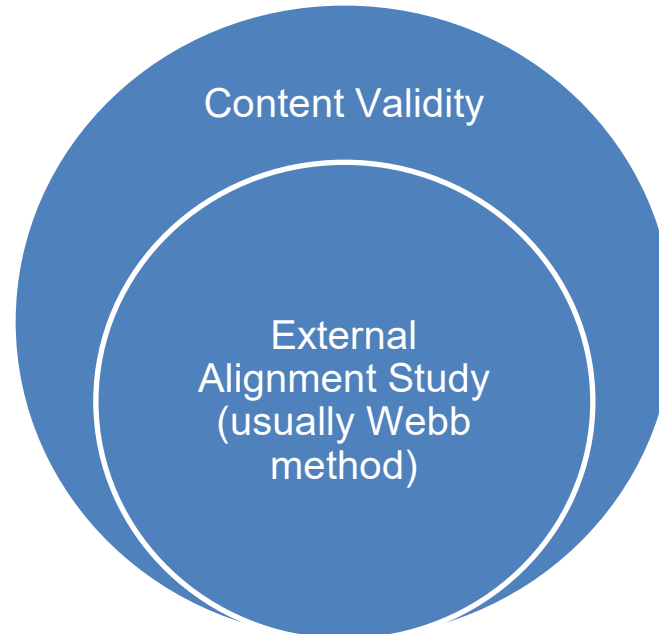 Content Validity
External
Alignment Study
(usually Webb
method)